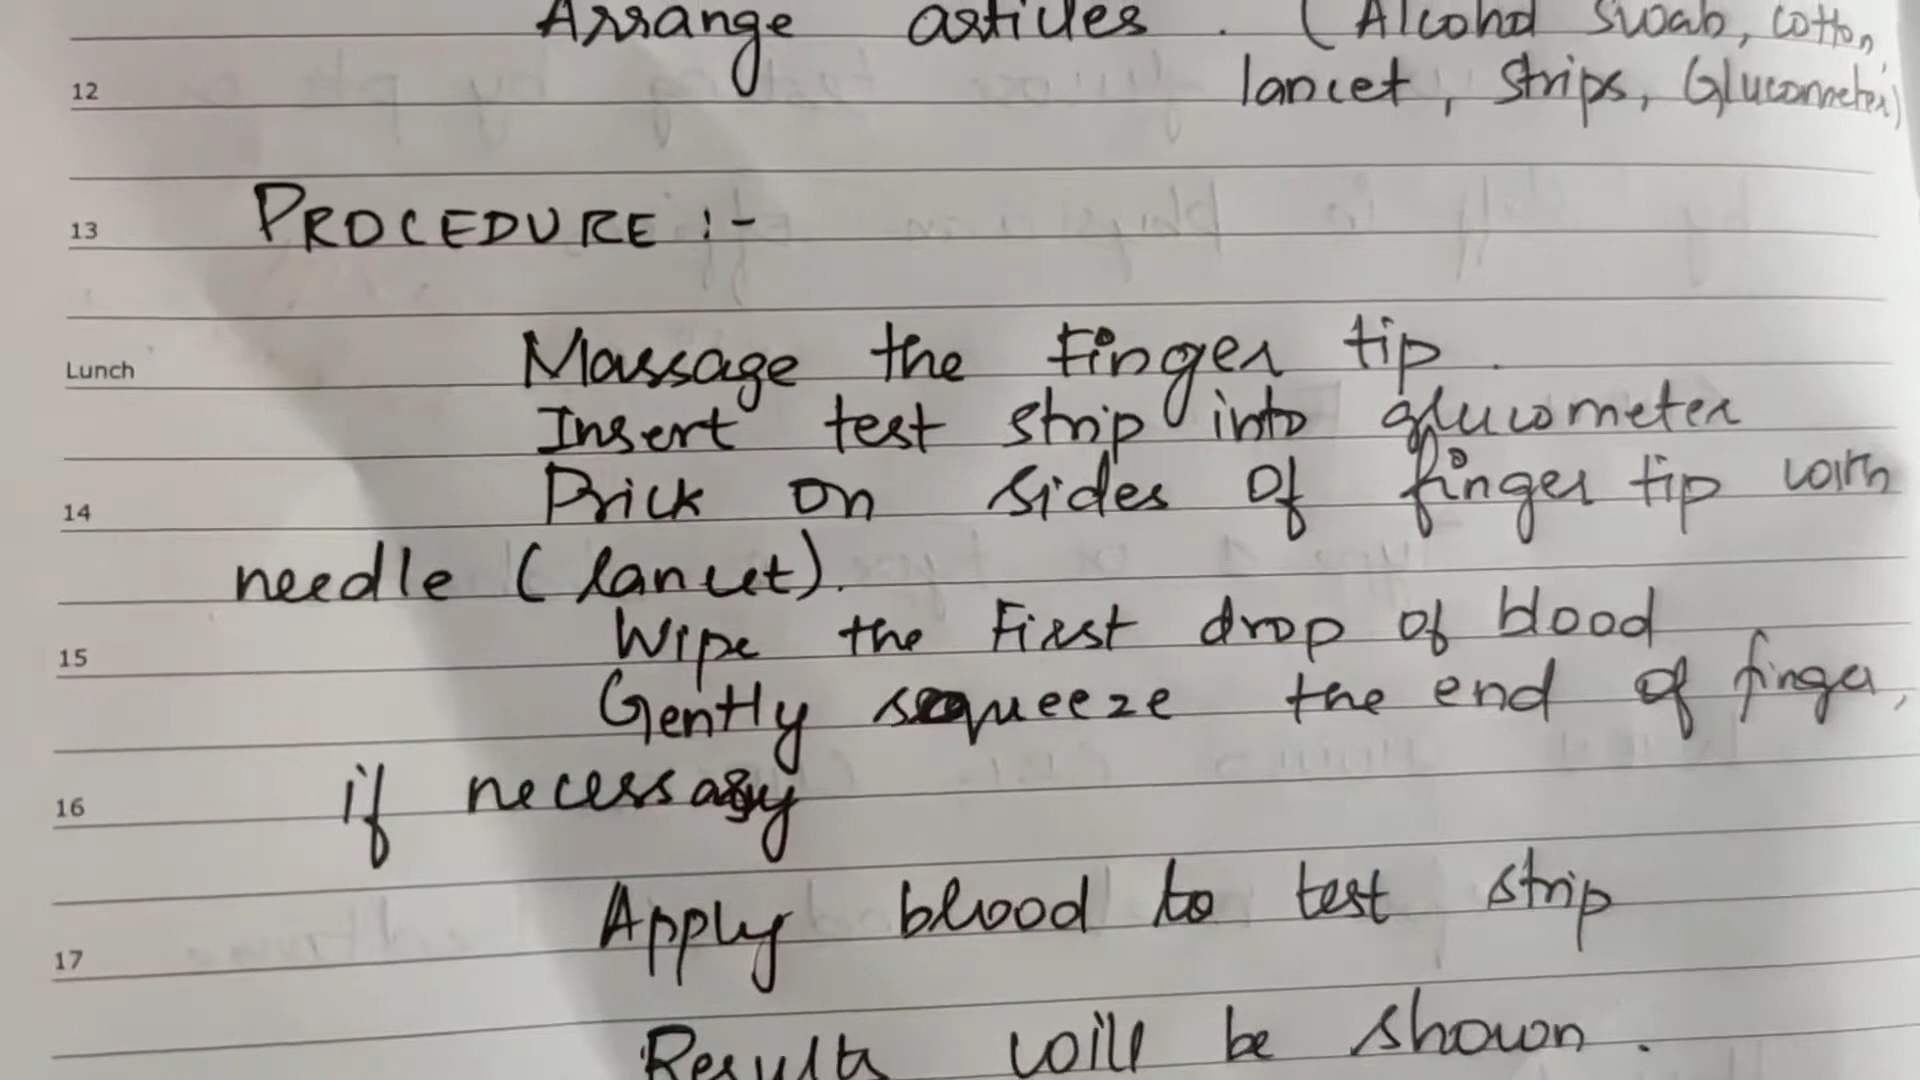 Arrange articles . (Alcohol swab, cotton,
12 lancet, strips, Glucometer)
13 PROCEDURE :-
Lunch Massage the finger tip.
Insert test strip into glucometer
14 Prick on sides of finger tip with
needle (lancet).
15 Wipe the First drop of blood
Gently squeeze the end of finger,
16 if necessary
17 Apply blood to test strip
Results will be shown.